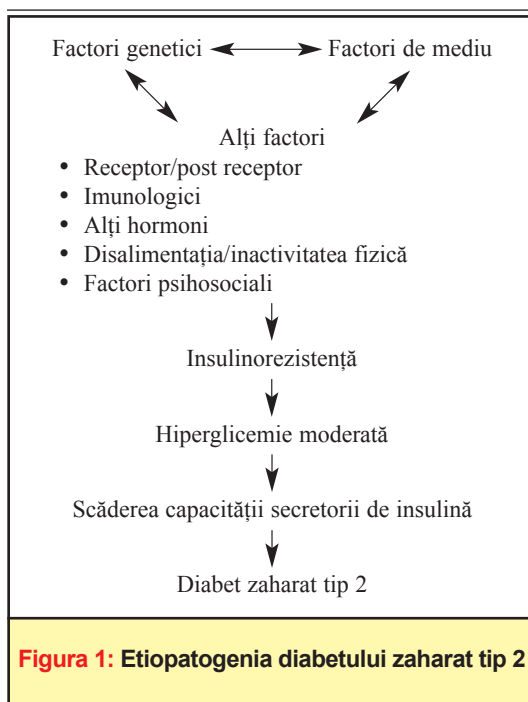 Factori genetici Factori de mediu
Alți factori
• Receptor/post receptor
• Imunologici
• Alți hormoni
• Disalimentația/inactivitatea fizică
• Factori psihosociali
Insulinorezistență
Hiperglicemie moderată
Scăderea capacității secretorii de insulină
Diabet zaharat tip 2
Figura 1: Etiopatogenia diabetului zaharat tip 2